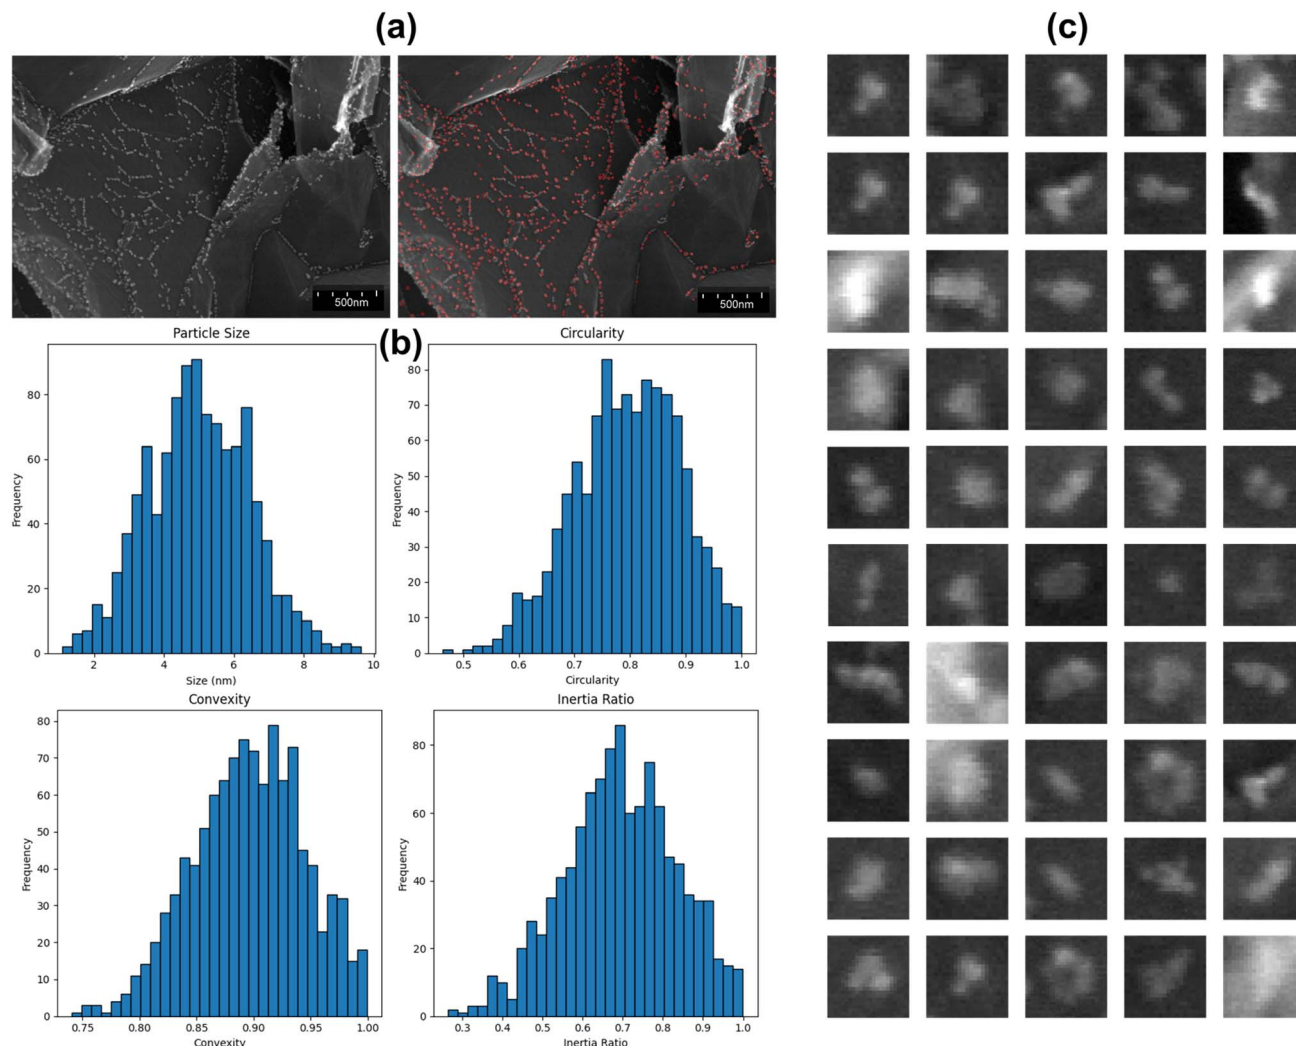 (a)
(c)
500nm
500nm
(b)
Particle Size
Frequency
80
60
40
20
0
2 4 6 8 10
Size (nm)
Circularity
Frequency
80
70
60
50
40
30
20
10
0
0.5 0.6 0.7 0.8 0.9 1.0
Circularity
Convexity
Frequency
80
70
60
50
40
30
20
10
0
0.75 0.80 0.85 0.90 0.95 1.00
Convexity
Inertia Ratio
Frequency
80
60
40
20
0
0.3 0.4 0.5 0.6 0.7 0.8 0.9 1.0
Inertia Ratio